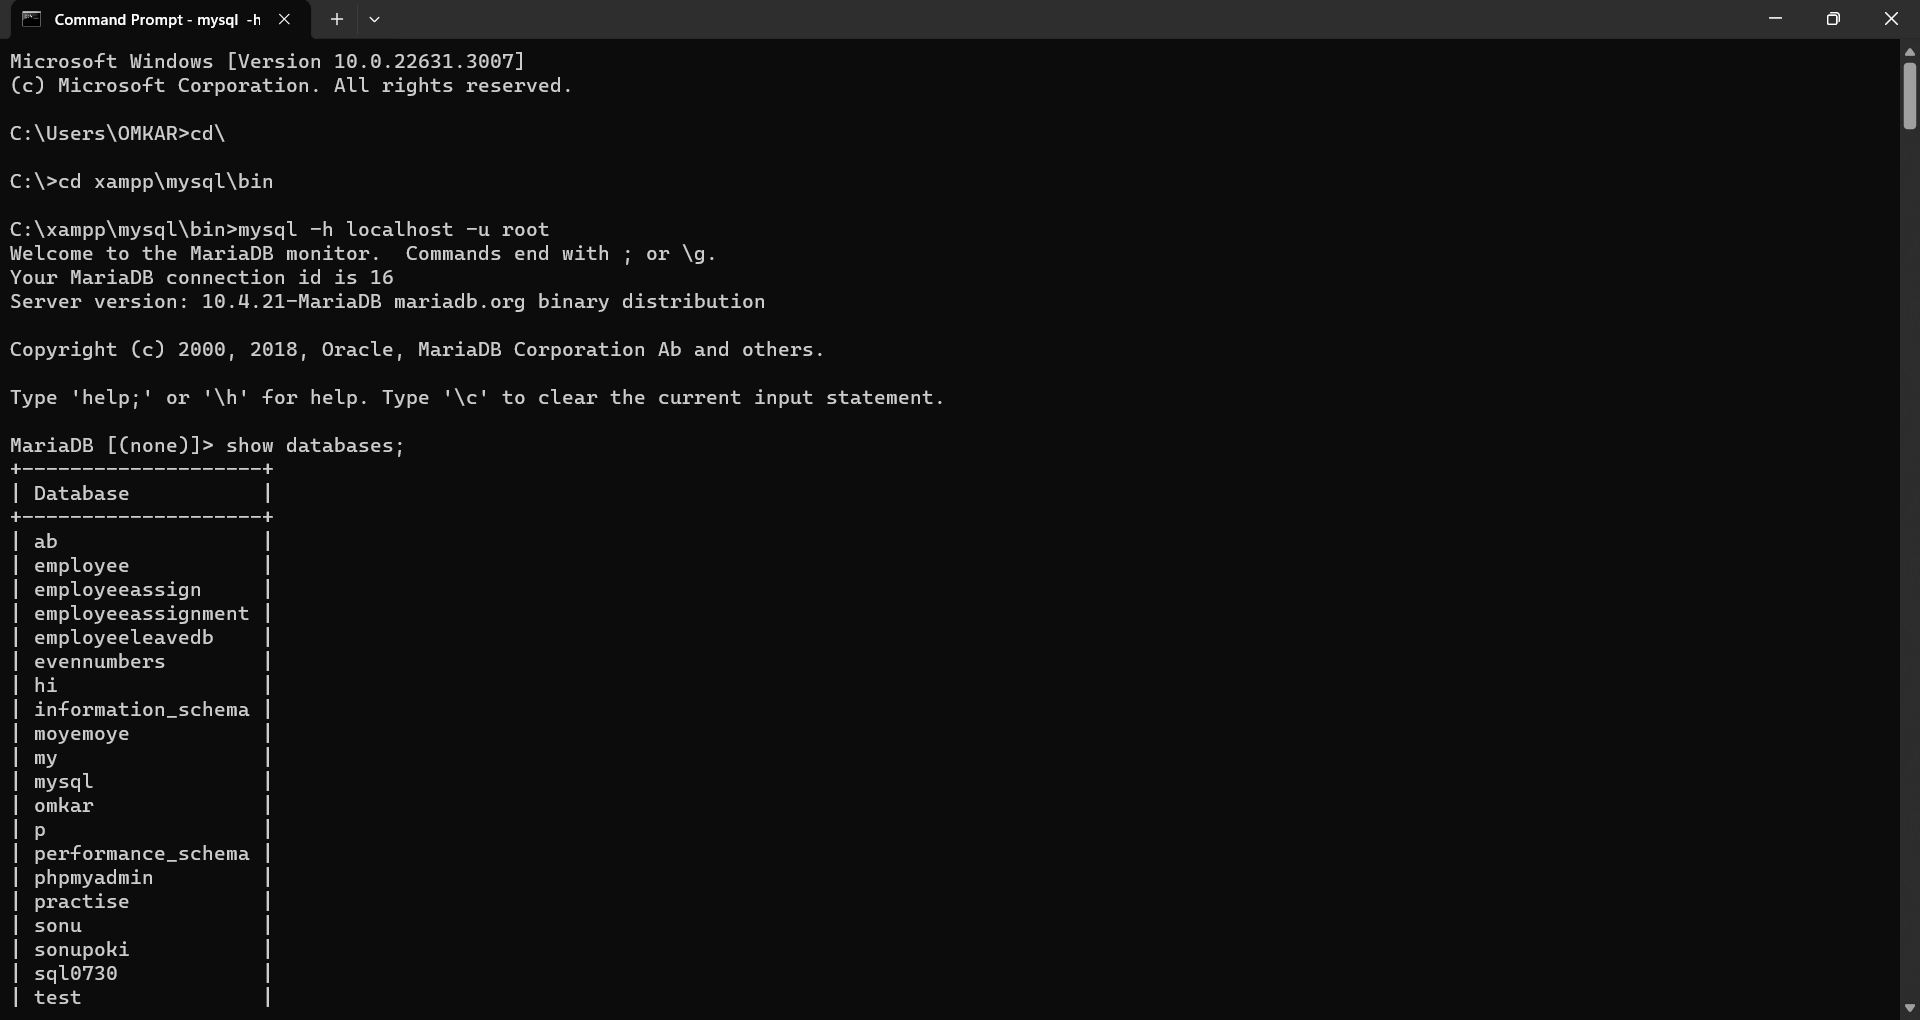 Command Prompt - mysql -h
Microsoft Windows [Version 10.0.22631.3007]
(c) Microsoft Corporation. All rights reserved.
C:\Users\OMKAR>cd\
C:\>cd xampp\mysql\bin
C:\xampp\mysql\bin>mysql -h localhost -u root
Welcome to the MariaDB monitor.  Commands end with ; or \g.
Your MariaDB connection id is 16
Server version: 10.4.21-MariaDB mariadb.org binary distribution
Copyright (c) 2000, 2018, Oracle, MariaDB Corporation Ab and others.
Type 'help;' or '\h' for help. Type '\c' to clear the current input statement.
MariaDB [(none)]> show databases;
+--------------------+
| Database           |
+--------------------+
| ab                 |
| employee           |
| employeeassign     |
| employeeassignment |
| employeeleavedb    |
| evennumbers        |
| hi                 |
| information_schema |
| moyemoye           |
| my                 |
| mysql              |
| omkar              |
| p                  |
| performance_schema |
| phpmyadmin         |
| practise           |
| sonu               |
| sonupoki           |
| sql0730            |
| test               |